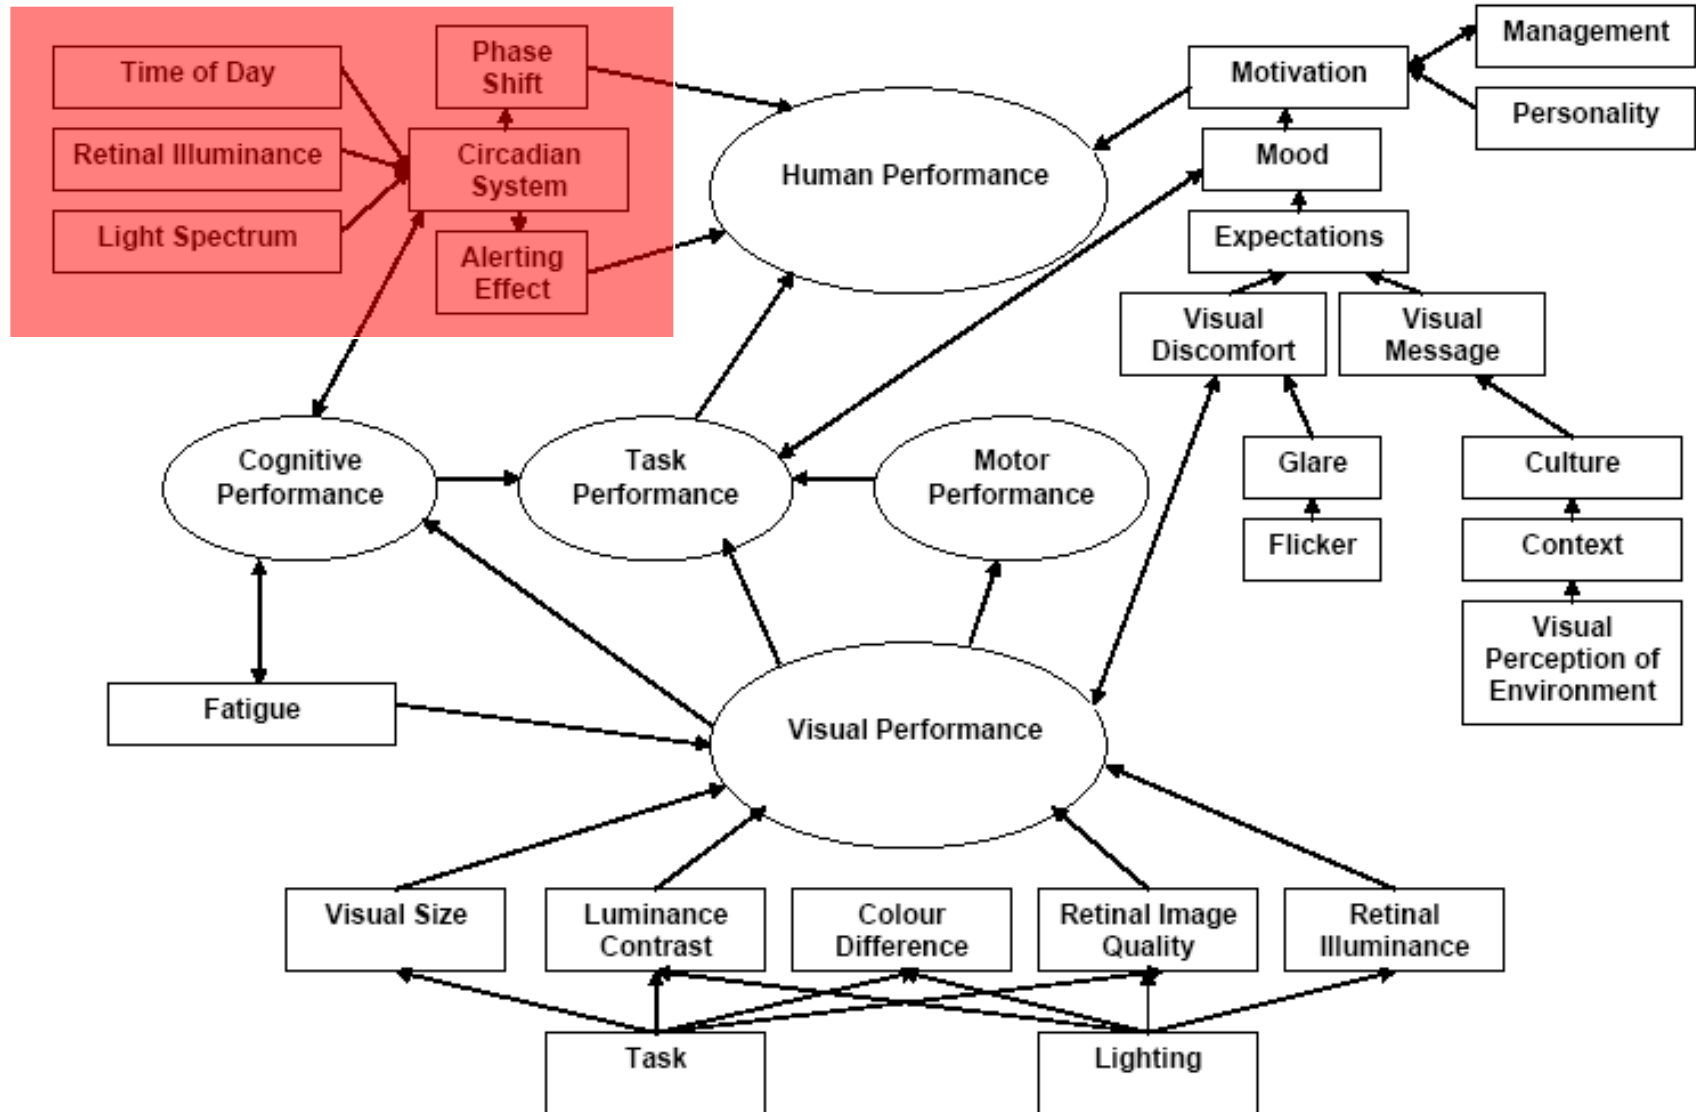 Time of Day
Retinal Illuminance
Light Spectrum
Phase
Shift
Circadian
System
Alerting
Effect
Human Performance
Motivation
Management
Personality
Mood
Expectations
Visual
Discomfort
Visual
Message
Glare
Flicker
Culture
Context
Visual
Perception of
Environment
Cognitive
Performance
Task
Performance
Motor
Performance
Fatigue
Visual Performance
Visual Size
Luminance
Contrast
Colour
Difference
Retinal Image
Quality
Retinal
Illuminance
Task
Lighting